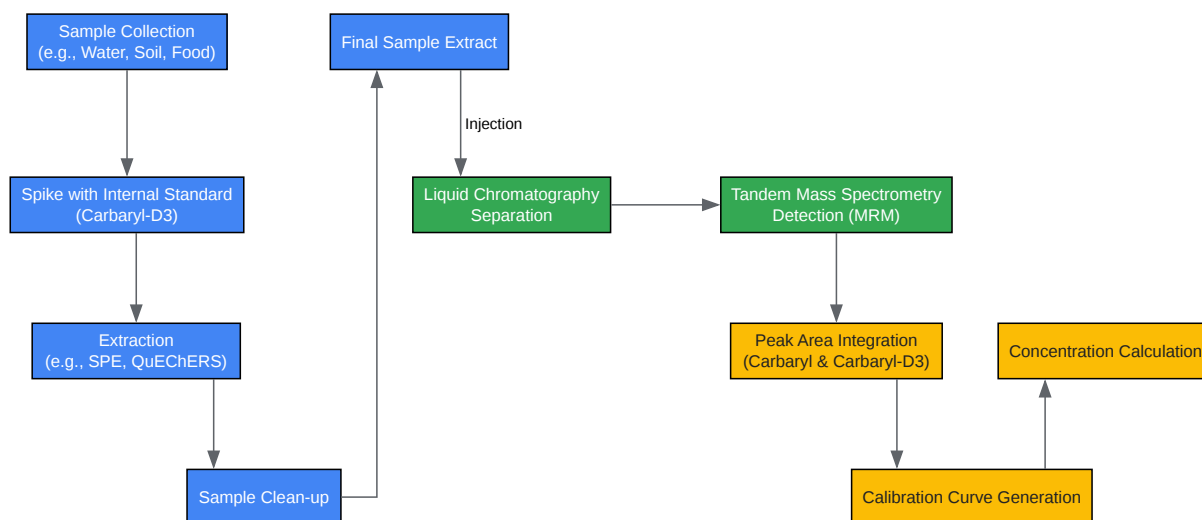 Sample Collection
(e.g., Water, Soil, Food)
Spike with Internal Standard
(Carbaryl-D3)
Extraction
(e.g., SPE, QuEChERS)
Sample Clean-up
Final Sample Extract
Injection
Liquid Chromatography
Separation
Tandem Mass Spectrometry
Detection (MRM)
Peak Area Integration
(Carbaryl & Carbaryl-D3)
Calibration Curve Generation
Concentration Calculation